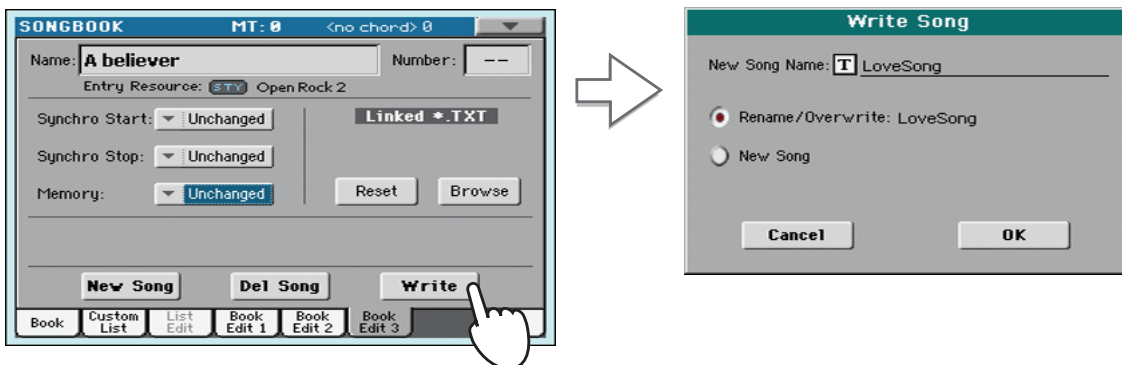 SONGBOOK MT: 0 <no chord> 0
Name: A believer Number: --
Entry Resource: STY Open Rock 2
Synchro Start: Unchanged Linked *.TXT
Synchro Stop: Unchanged
Memory: Unchanged Reset Browse
New Song Del Song Write
Book Custom List List Edit Book Edit 1 Book Edit 2 Book Edit 3
Write Song
New Song Name: T LoveSong
Rename/Overwrite: LoveSong
New Song
Cancel OK